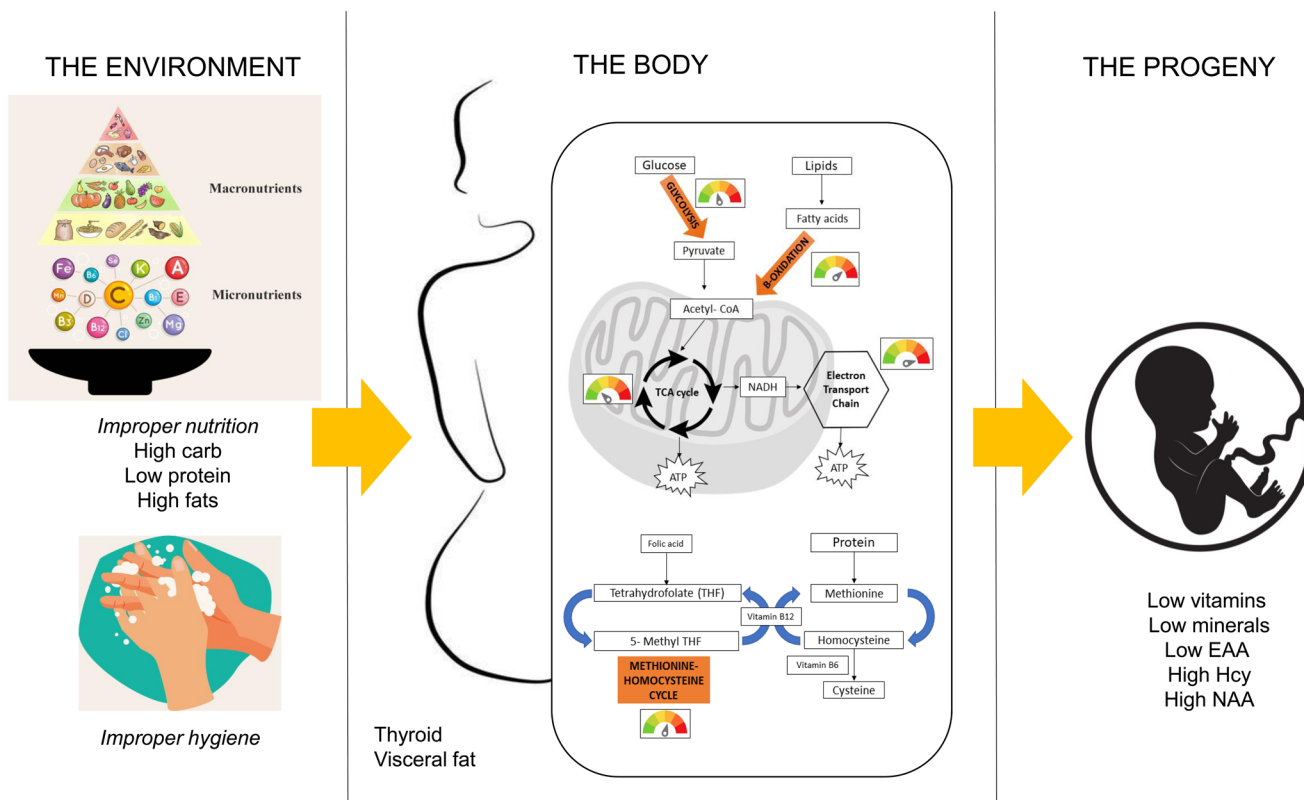 THE ENVIRONMENT
Macronutrients
Micronutrients
Fe
B6
Se
K
A
Mn
D
C
B1
E
B3
B12
Cl
Zn
Mg
Improper nutrition
High carb
Low protein
High fats
Improper hygiene
THE BODY
Glucose
GLYCOLYSIS
Pyruvate
Lipids
Fatty acids
B-OXIDATION
Acetyl- CoA
TCA cycle
NADH
Electron
Transport
Chain
ATP
ATP
Folic acid
Tetrahydrofolate (THF)
5- Methyl THF
METHIONINE-
HOMOCYSTEINE
CYCLE
Vitamin B12
Protein
Methionine
Homocysteine
Vitamin B6
Cysteine
Thyroid
Visceral fat
THE PROGENY
Low vitamins
Low minerals
Low EAA
High Hcy
High NAA